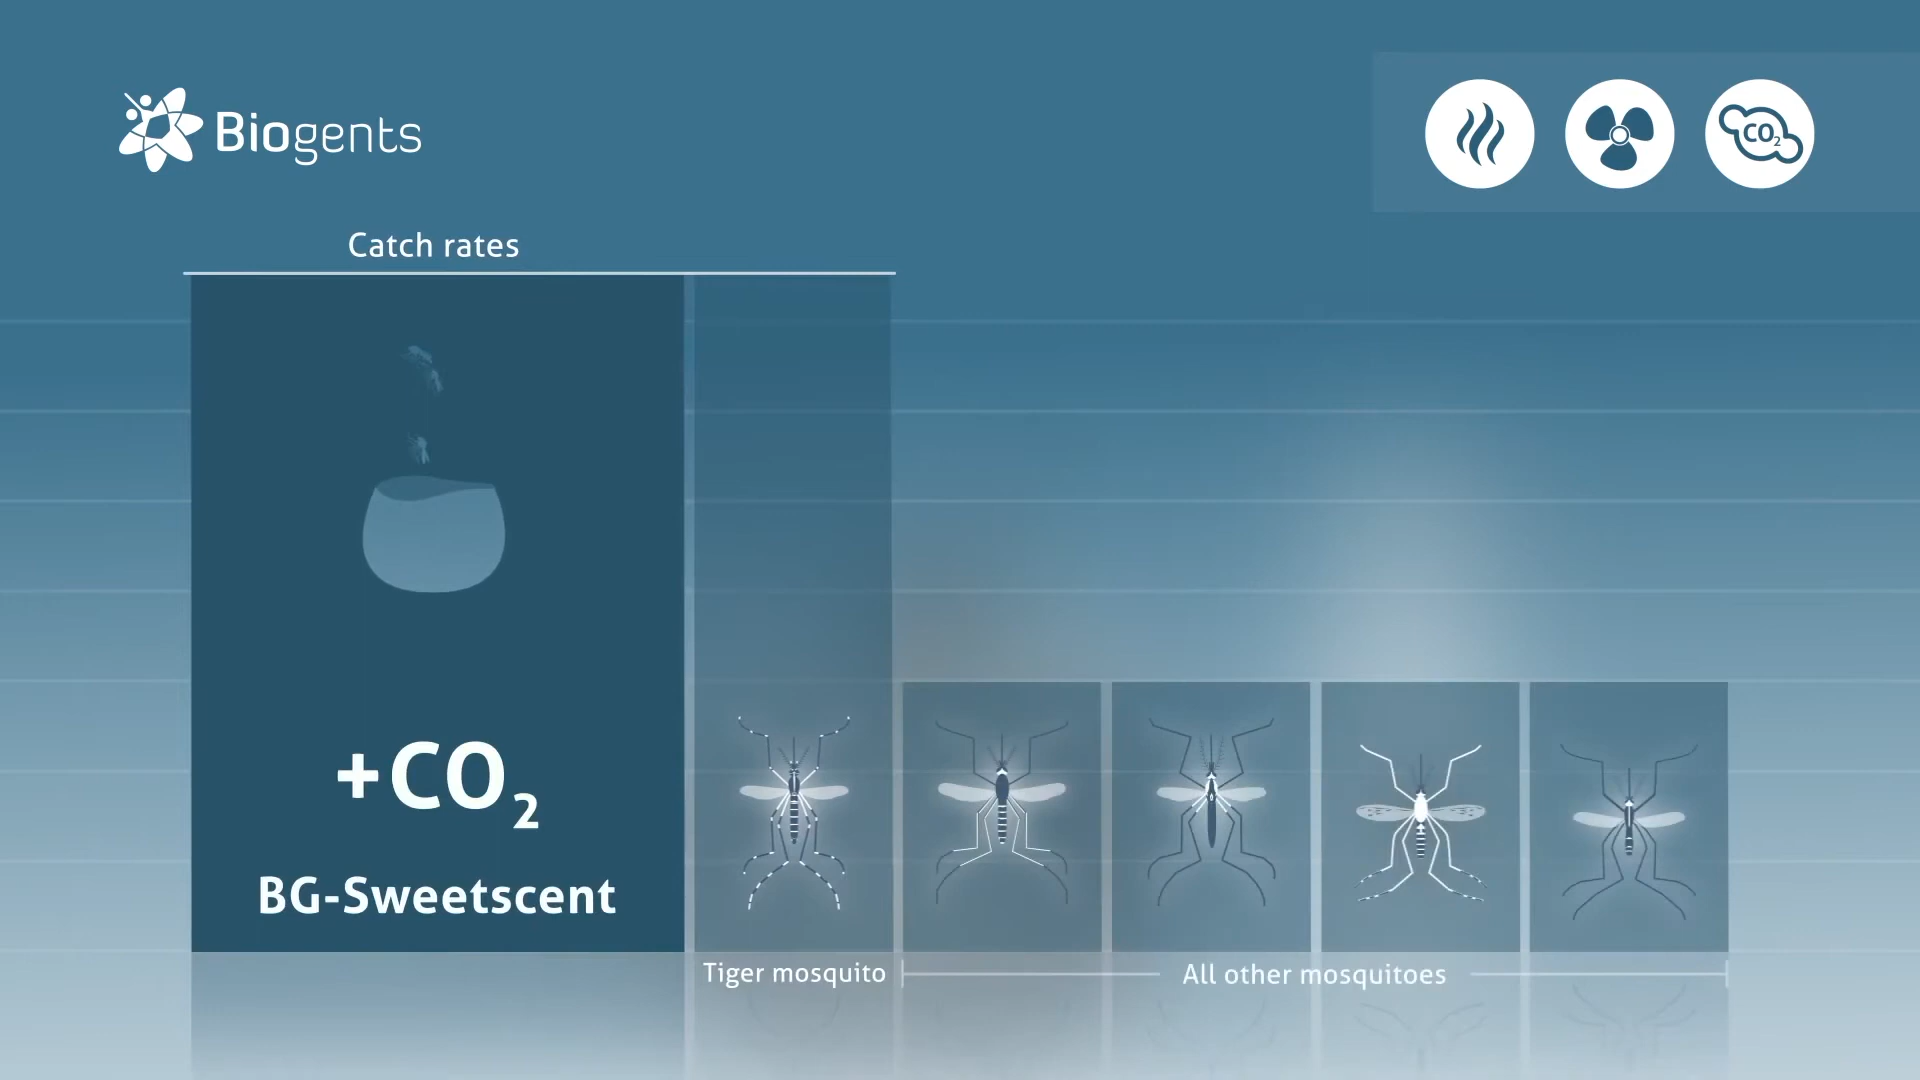 Biogents
CO₂
Catch rates
+CO₂
BG-Sweetscent
Tiger mosquito
All other mosquitoes